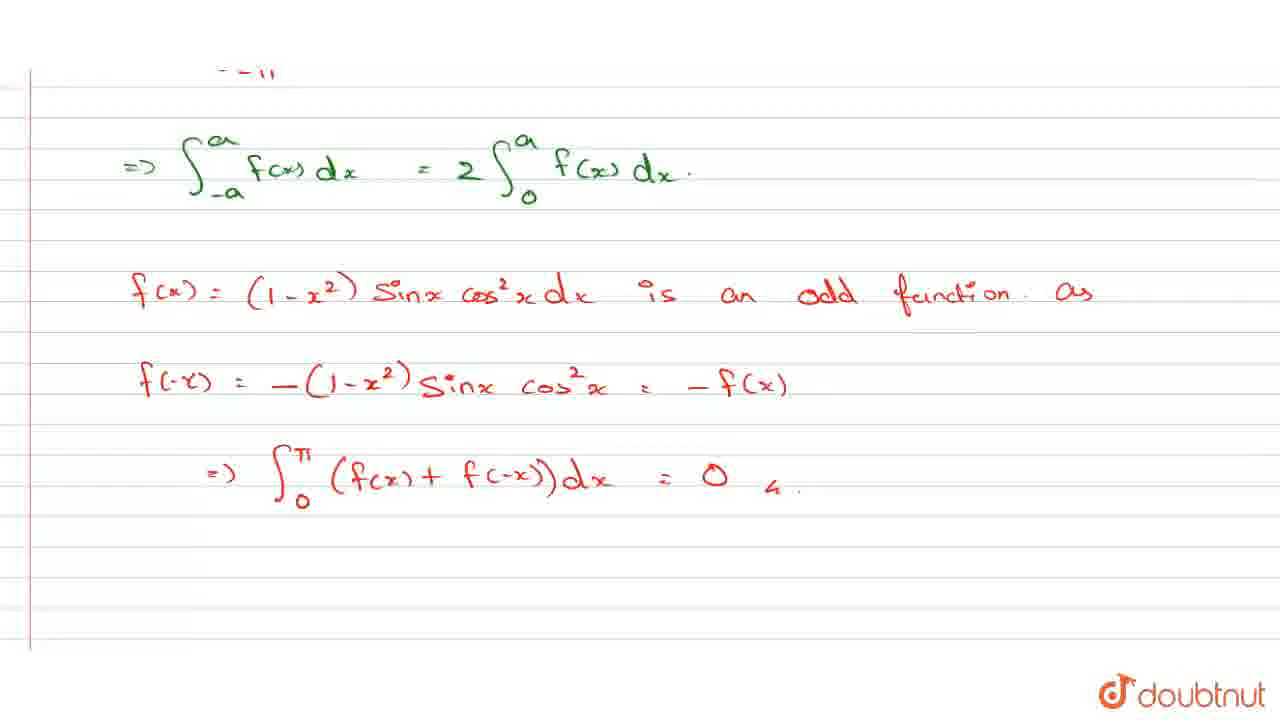 -π
=> ∫_{-a}^{a} f(x) dx = 2 ∫_{0}^{a} f(x) dx.
f(x) = (1-x²) sinx cos²x dx is an odd function. as
f(-x) = -(1-x²) sinx cos²x = -f(x)
=> ∫_{0}^{π} (f(x) + f(-x)) dx = 0
doubtnut